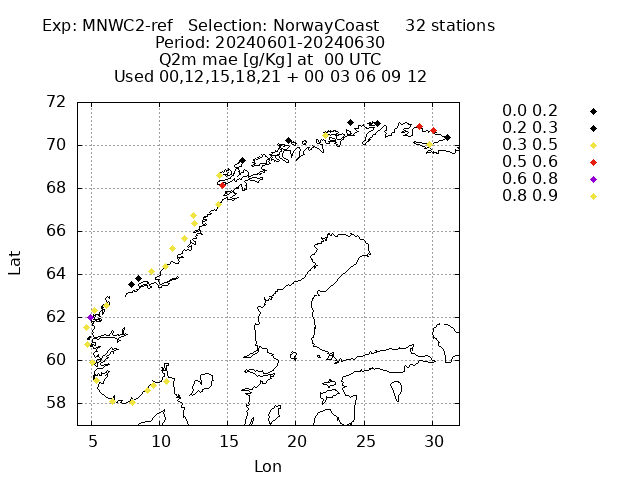 Exp: MNWC2-ref   Selection: NorwayCoast     32 stations
Period: 20240601-20240630
Q2m mae [g/Kg] at  00 UTC
Used 00,12,15,18,21 + 00 03 06 09 12
0.0 0.2
0.2 0.3
0.3 0.5
0.5 0.6
0.6 0.8
0.8 0.9
72
70
68
66
64
62
60
58
Lat
5 10 15 20 25 30
Lon